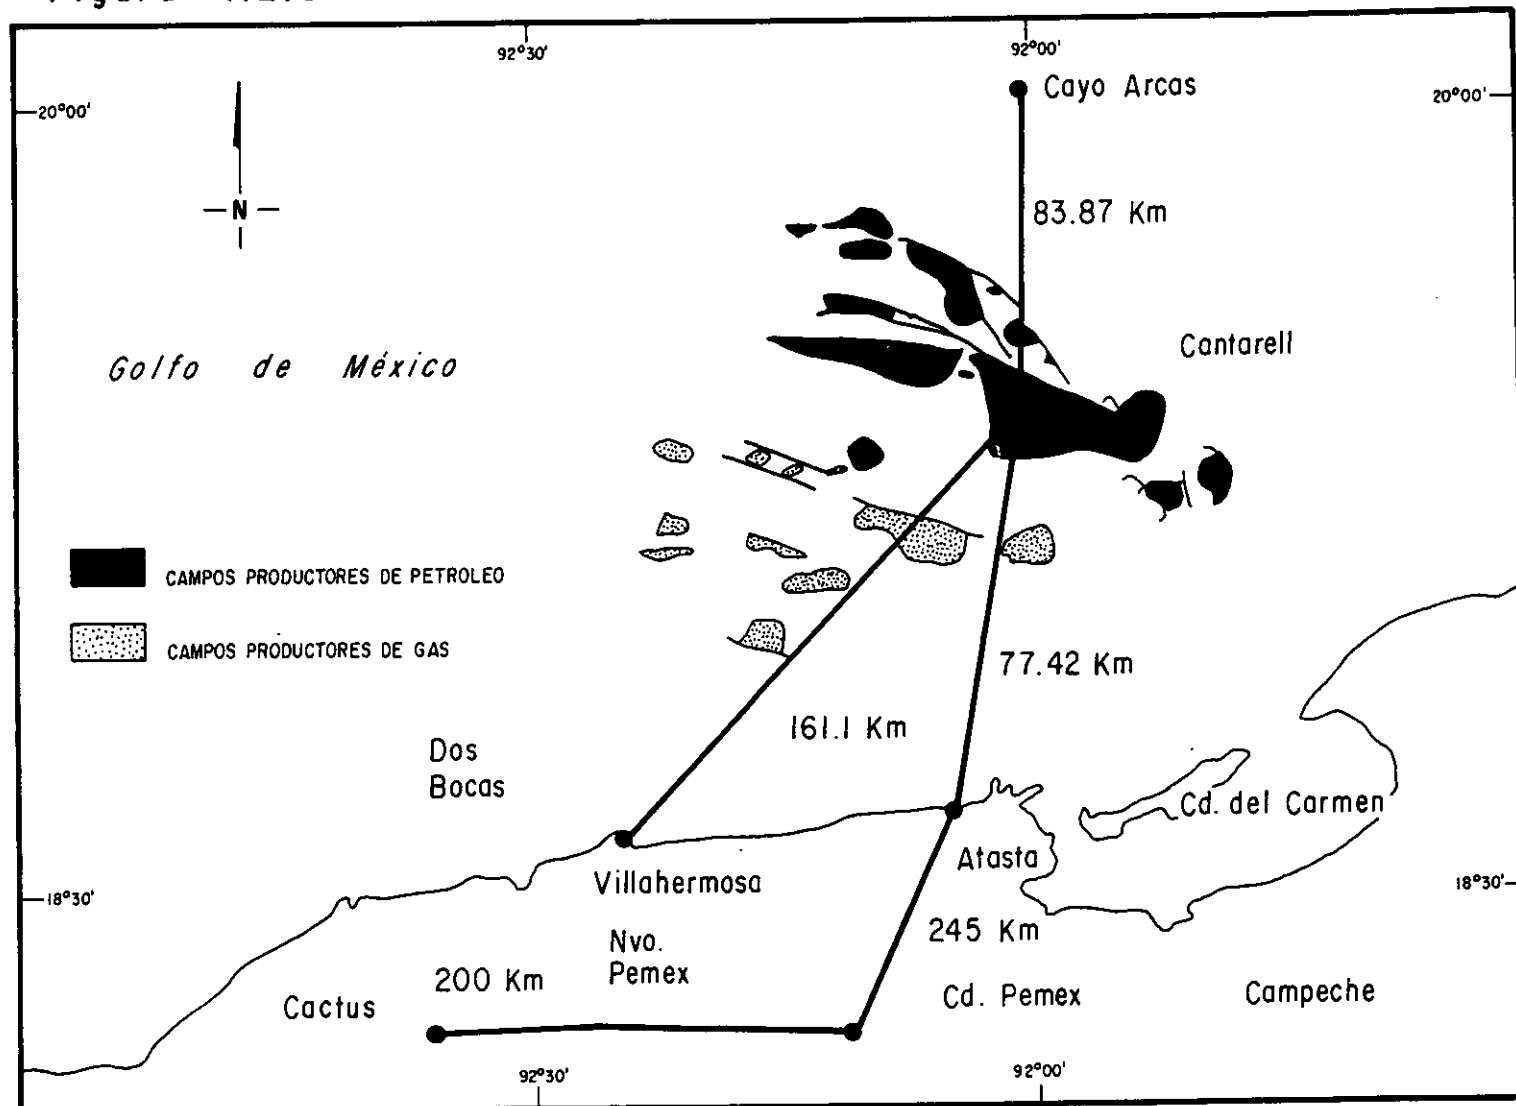 92°30'
92°00'
Cayo Arcas
20°00'
20°00'
N
83.87 Km
Cantarell
Golfo de México
CAMPOS PRODUCTORES DE PETROLEO
CAMPOS PRODUCTORES DE GAS
77.42 Km
161.1 Km
Dos
Bocas
Cd. del Carmen
Atasta
Villahermosa
18°30'
18°30'
245 Km
Nvo.
Pemex
200 Km
Cactus
Cd. Pemex
Campeche
92°30'
92°00'